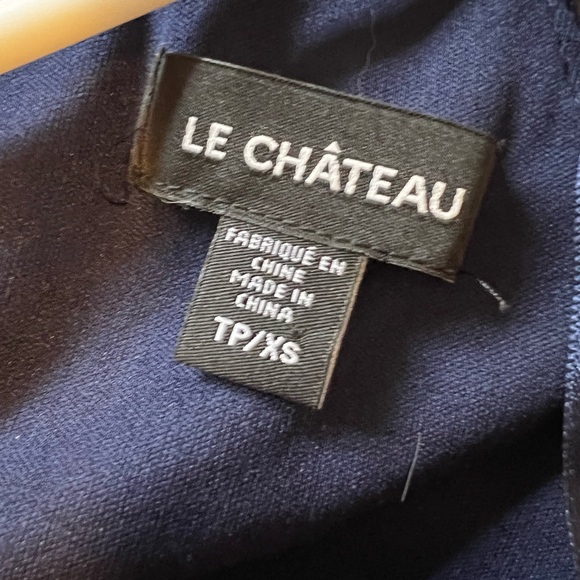 LE CHÂTEAU
FABRIQUÉ EN
CHINE
MADE IN
CHINA
TP/XS